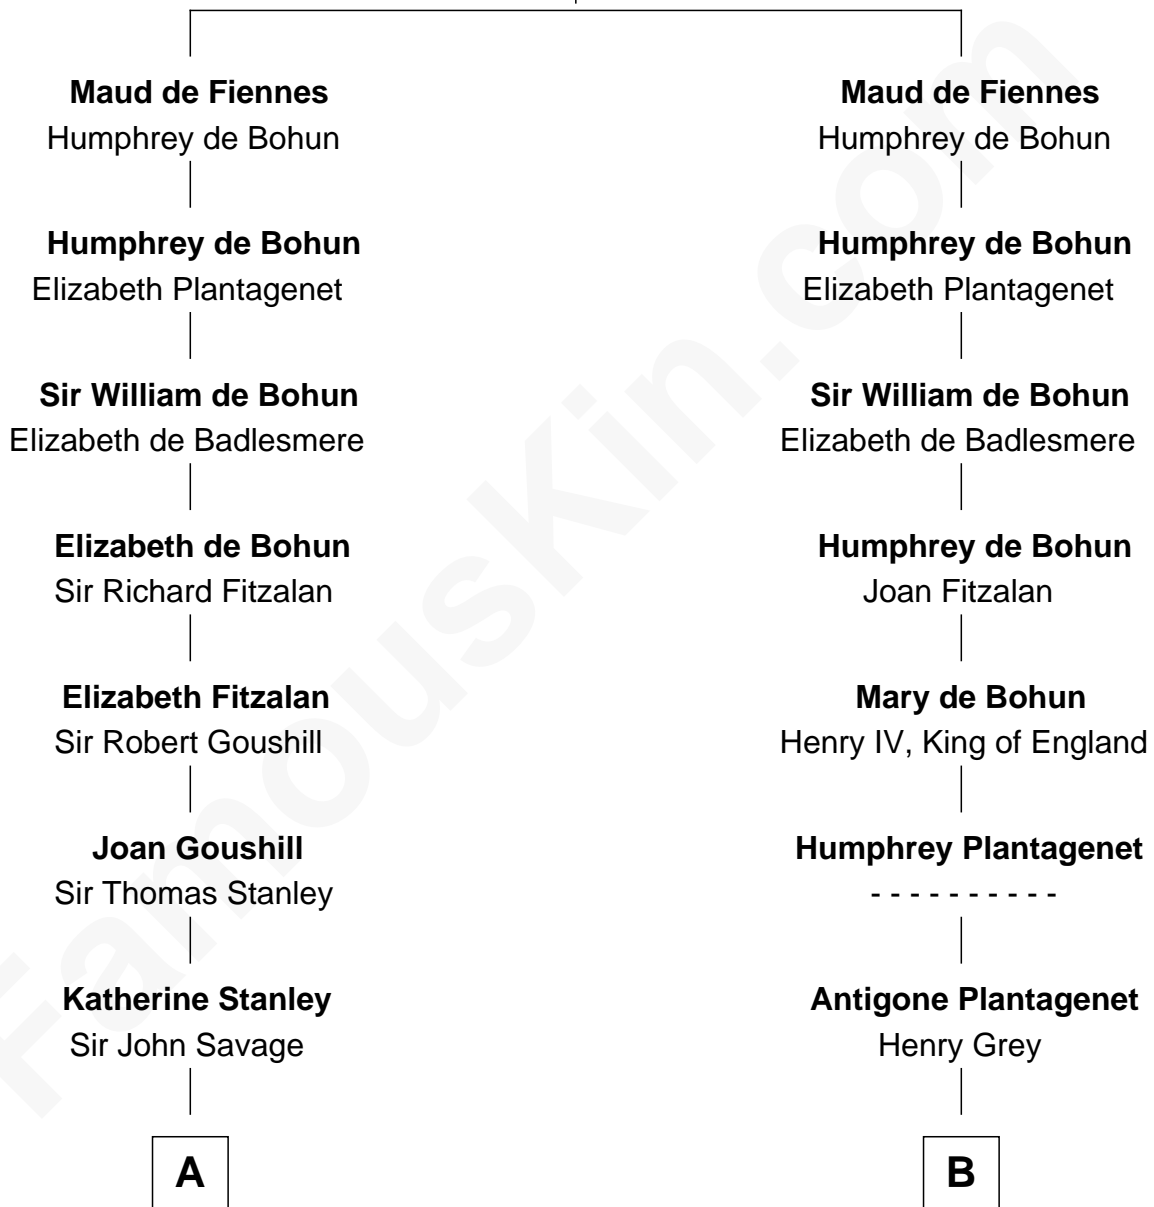 Maud de Fiennes
Humphrey de Bohun
Humphrey de Bohun
Elizabeth Plantagenet
Sir William de Bohun
Elizabeth de Badlesmere
Elizabeth de Bohun
Sir Richard Fitzalan
Elizabeth Fitzalan
Sir Robert Goushill
Joan Goushill
Sir Thomas Stanley
Katherine Stanley
Sir John Savage
A
Maud de Fiennes
Humphrey de Bohun
Humphrey de Bohun
Elizabeth Plantagenet
Sir William de Bohun
Elizabeth de Badlesmere
Humphrey de Bohun
Joan Fitzalan
Mary de Bohun
Henry IV, King of England
Humphrey Plantagenet
- - - - - - - - - -
Antigone Plantagenet
Henry Grey
B
FamousKin.com